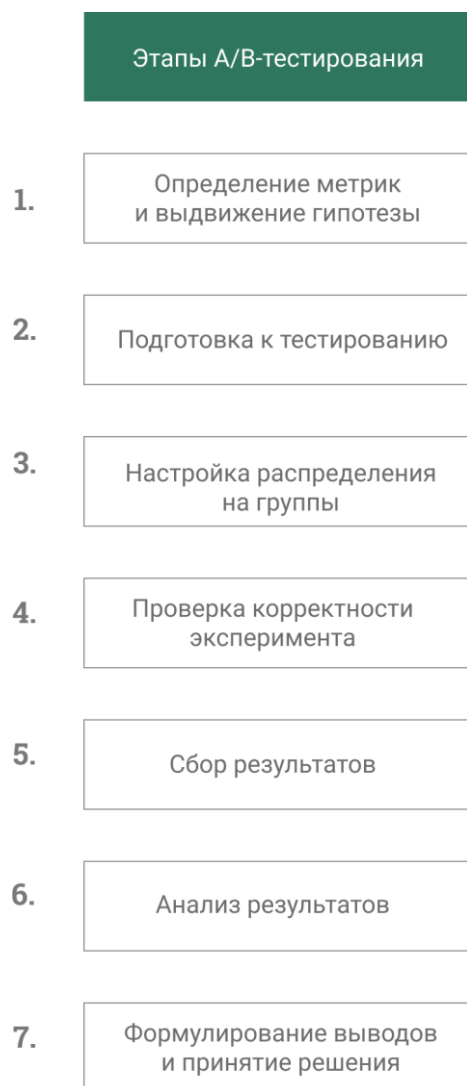 Этапы А/В-тестирования
1.
Определение метрик
и выдвижение гипотезы
2.
Подготовка к тестированию
3.
Настройка распределения
на группы
4.
Проверка корректности
эксперимента
5.
Сбор результатов
6.
Анализ результатов
7.
Формулирование выводов
и принятие решения